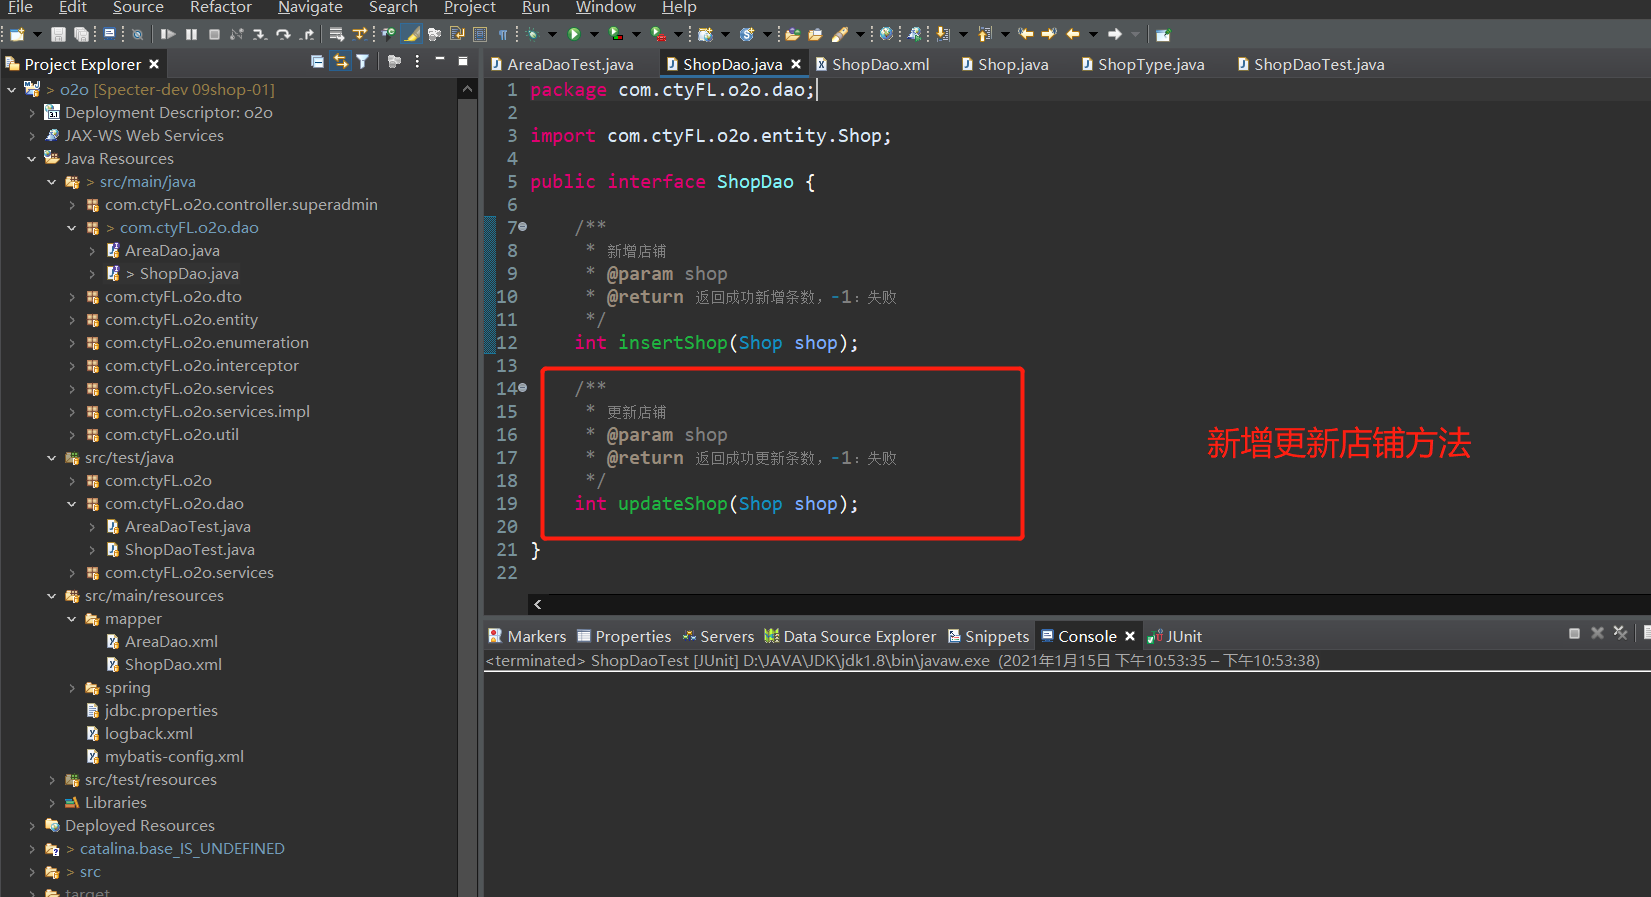 File Edit Source Refactor Navigate Search Project Run Window Help
Project Explorer
> o2o [Specter-dev 09shop-01]
Deployment Descriptor: o2o
JAX-WS Web Services
Java Resources
> src/main/java
com.ctyFL.o2o.controller.superadmin
> com.ctyFL.o2o.dao
AreaDao.java
> ShopDao.java
com.ctyFL.o2o.dto
com.ctyFL.o2o.entity
com.ctyFL.o2o.enumeration
com.ctyFL.o2o.interceptor
com.ctyFL.o2o.services
com.ctyFL.o2o.services.impl
com.ctyFL.o2o.util
src/test/java
com.ctyFL.o2o
com.ctyFL.o2o.dao
AreaDaoTest.java
ShopDaoTest.java
com.ctyFL.o2o.services
src/main/resources
mapper
AreaDao.xml
ShopDao.xml
spring
jdbc.properties
logback.xml
mybatis-config.xml
src/test/resources
Libraries
Deployed Resources
> catalina.base_IS_UNDEFINED
> src
target
AreaDaoTest.java ShopDao.java ShopDao.xml Shop.java ShopType.java ShopDaoTest.java
1 package com.ctyFL.o2o.dao;
2
3 import com.ctyFL.o2o.entity.Shop;
4
5 public interface ShopDao {
6
7 /**
8 * 新增店铺
9 * @param shop
10 * @return 返回成功新增条数，-1：失败
11 */
12 int insertShop(Shop shop);
13
14 /**
15 * 更新店铺
16 * @param shop
17 * @return 返回成功更新条数，-1：失败
18 */
19 int updateShop(Shop shop);
20
21 }
22
新增更新店铺方法
Markers Properties Servers Data Source Explorer Snippets Console JUnit
<terminated> ShopDaoTest [JUnit] D:\JAVA\JDK\jdk1.8\bin\javaw.exe (2021年1月15日 下午10:53:35 – 下午10:53:38)